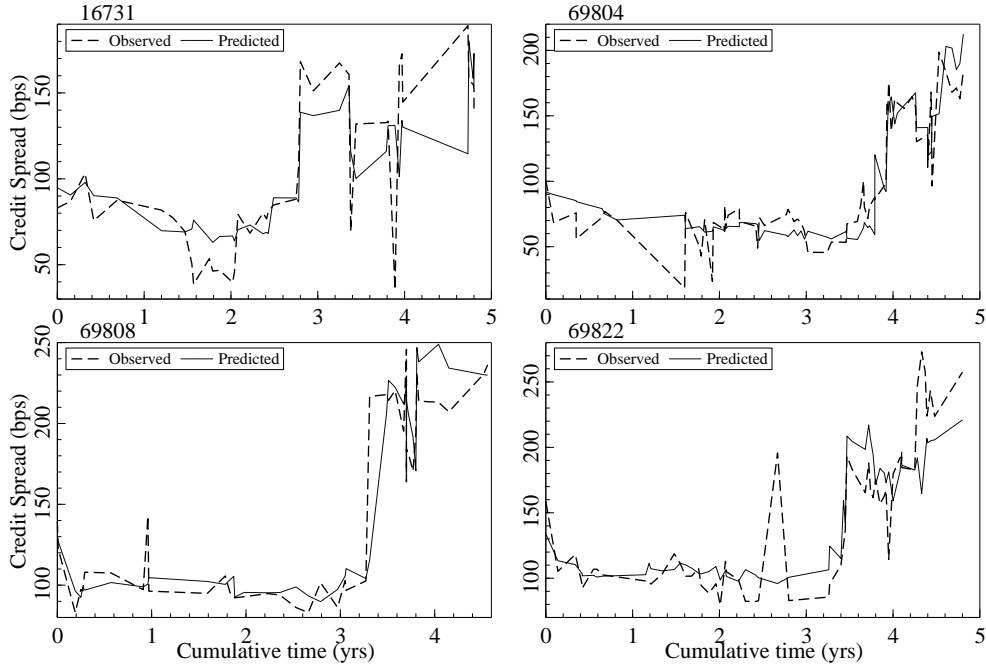 16731
69804
Observed Predicted
Observed Predicted
Credit Spread (bps)
50 100 150
50 100 150 200
0 1 2 3 4 5
0 1 2 3 4 5
69808
69822
Observed Predicted
Observed Predicted
Credit Spread (bps)
100 150 200 250
100 150 200 250
0 1 2 3 4
0 1 2 3 4 5
Cumulative time (yrs)
Cumulative time (yrs)